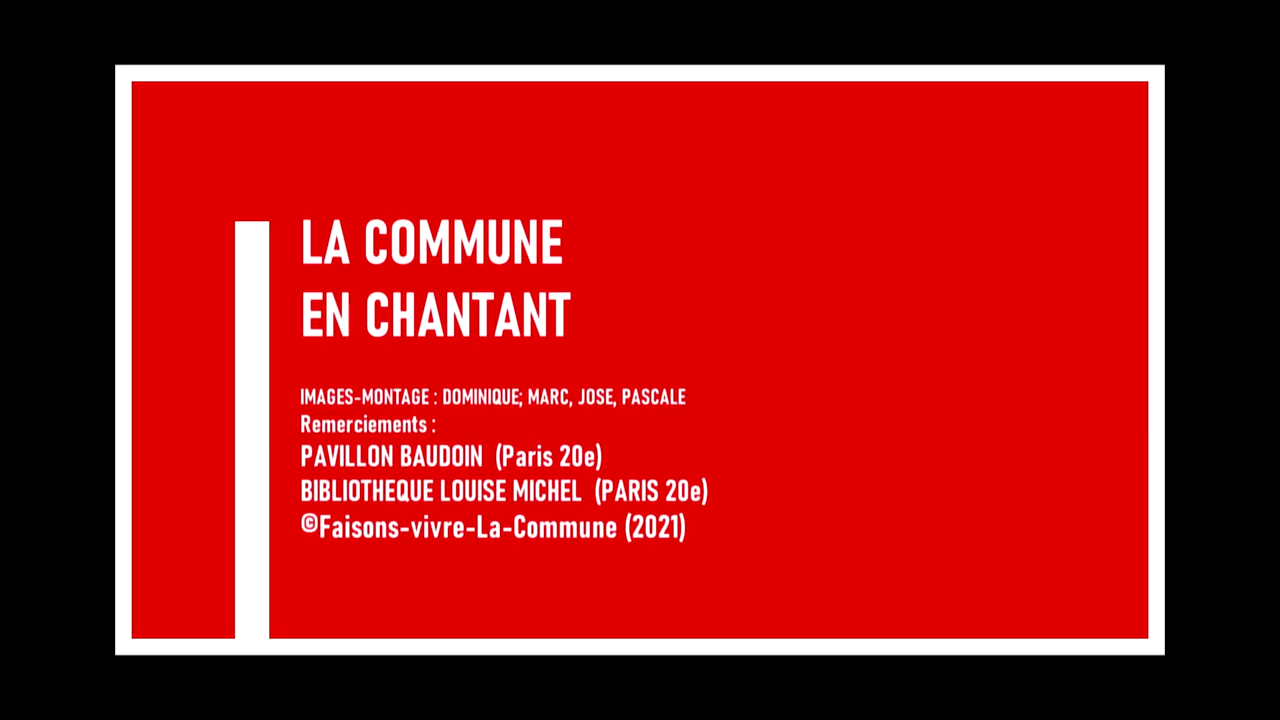 LA COMMUNE
EN CHANTANT
IMAGES-MONTAGE : DOMINIQUE; MARC, JOSE, PASCALE
Remerciements :
PAVILLON BAUDOIN (Paris 20e)
BIBLIOTHEQUE LOUISE MICHEL (PARIS 20e)
©Faisons-vivre-La-Commune (2021)